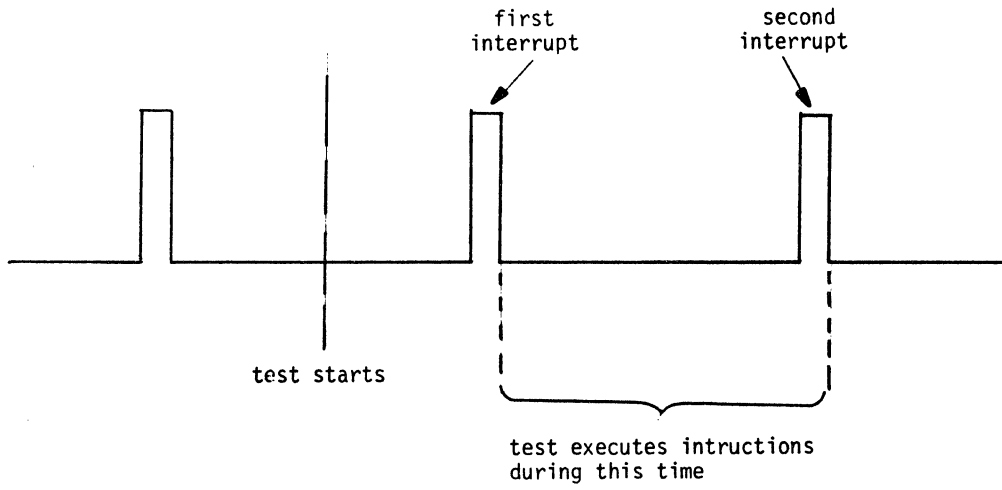 first
interrupt
second
interrupt
test starts
test executes intructions
during this time